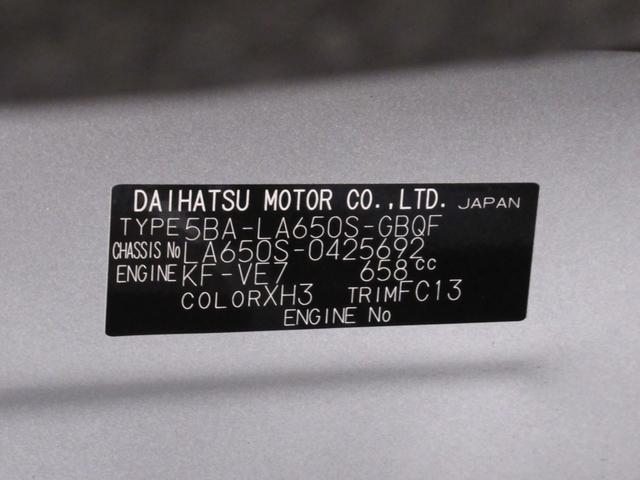 DAIHATSU MOTOR CO.,LTD. JAPAN
TYPE 5BA-LA650S-GBQF
CHASSIS No LA650S-0425692
ENGINE KF-VE7 658cc
COLOR XH3 TRIM FC13
ENGINE No